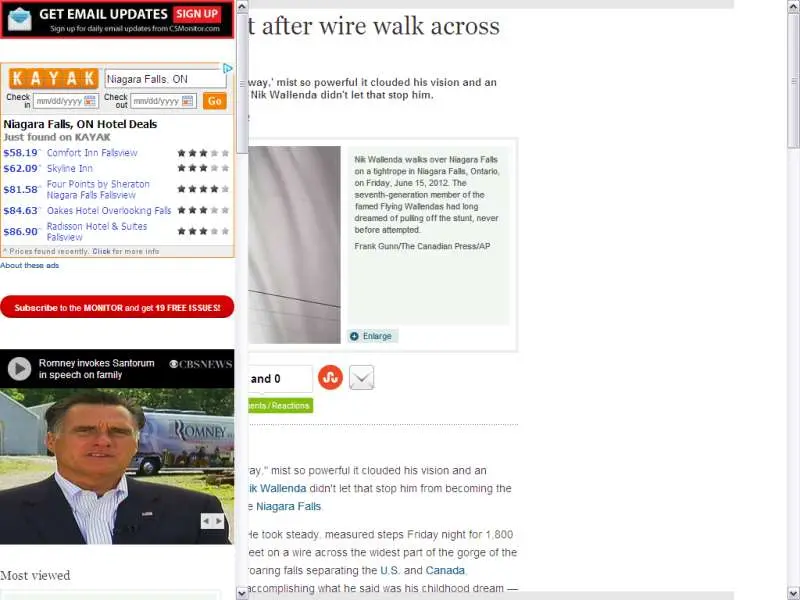 GET EMAIL UPDATES SIGN UP
Sign up for daily email updates from CSMonitor.com
KAYAK Niagara Falls, ON
Check in mm/dd/yyyy Check out mm/dd/yyyy Go
Niagara Falls, ON Hotel Deals
Just found on KAYAK
$58.19^ Comfort Inn Fallsview
$62.09^ Skyline Inn
$81.58^ Four Points by Sheraton
Niagara Falls Fallsview
$84.63^ Oakes Hotel Overlooking Falls
$86.90^ Radisson Hotel & Suites
Fallsview
^ Prices found recently. Click for more info
About these ads
Subscribe to the MONITOR and get 19 FREE ISSUES!
Romney invokes Santorum
in speech on family
CBSNEWS
ROMNEY
Most viewed
t after wire walk across
way,' mist so powerful it clouded his vision and an
Nik Wallenda didn't let that stop him.
Nik Wallenda walks over Niagara Falls
on a tightrope in Niagara Falls, Ontario,
on Friday, June 15, 2012. The
seventh-generation member of the
famed Flying Wallendas had long
dreamed of pulling off the stunt, never
before attempted.
Frank Gunn/The Canadian Press/AP
Enlarge
and 0
ents / Reactions
way," mist so powerful it clouded his vision and an
ik Wallenda didn't let that stop him from becoming the
e Niagara Falls.
He took steady, measured steps Friday night for 1,800
eet on a wire across the widest part of the gorge of the
oaring falls separating the U.S. and Canada,
accomplishing what he said was his childhood dream —